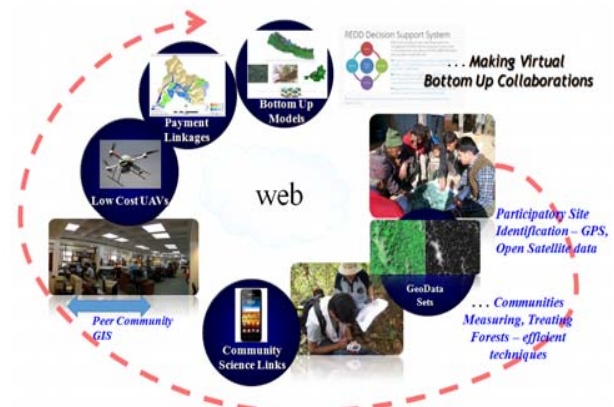 REDD Decision Support System
. . . Making Virtual
Bottom Up Collaborations
Bottom Up
Models
Payment
Linkages
Low Cost UAVs
web
Participatory Site
Identification – GPS,
Open Satellite data
GeoData
Sets
. . . Communities
Measuring, Treating
Forests – efficient
techniques
Peer Community
GIS
Community
Science Links